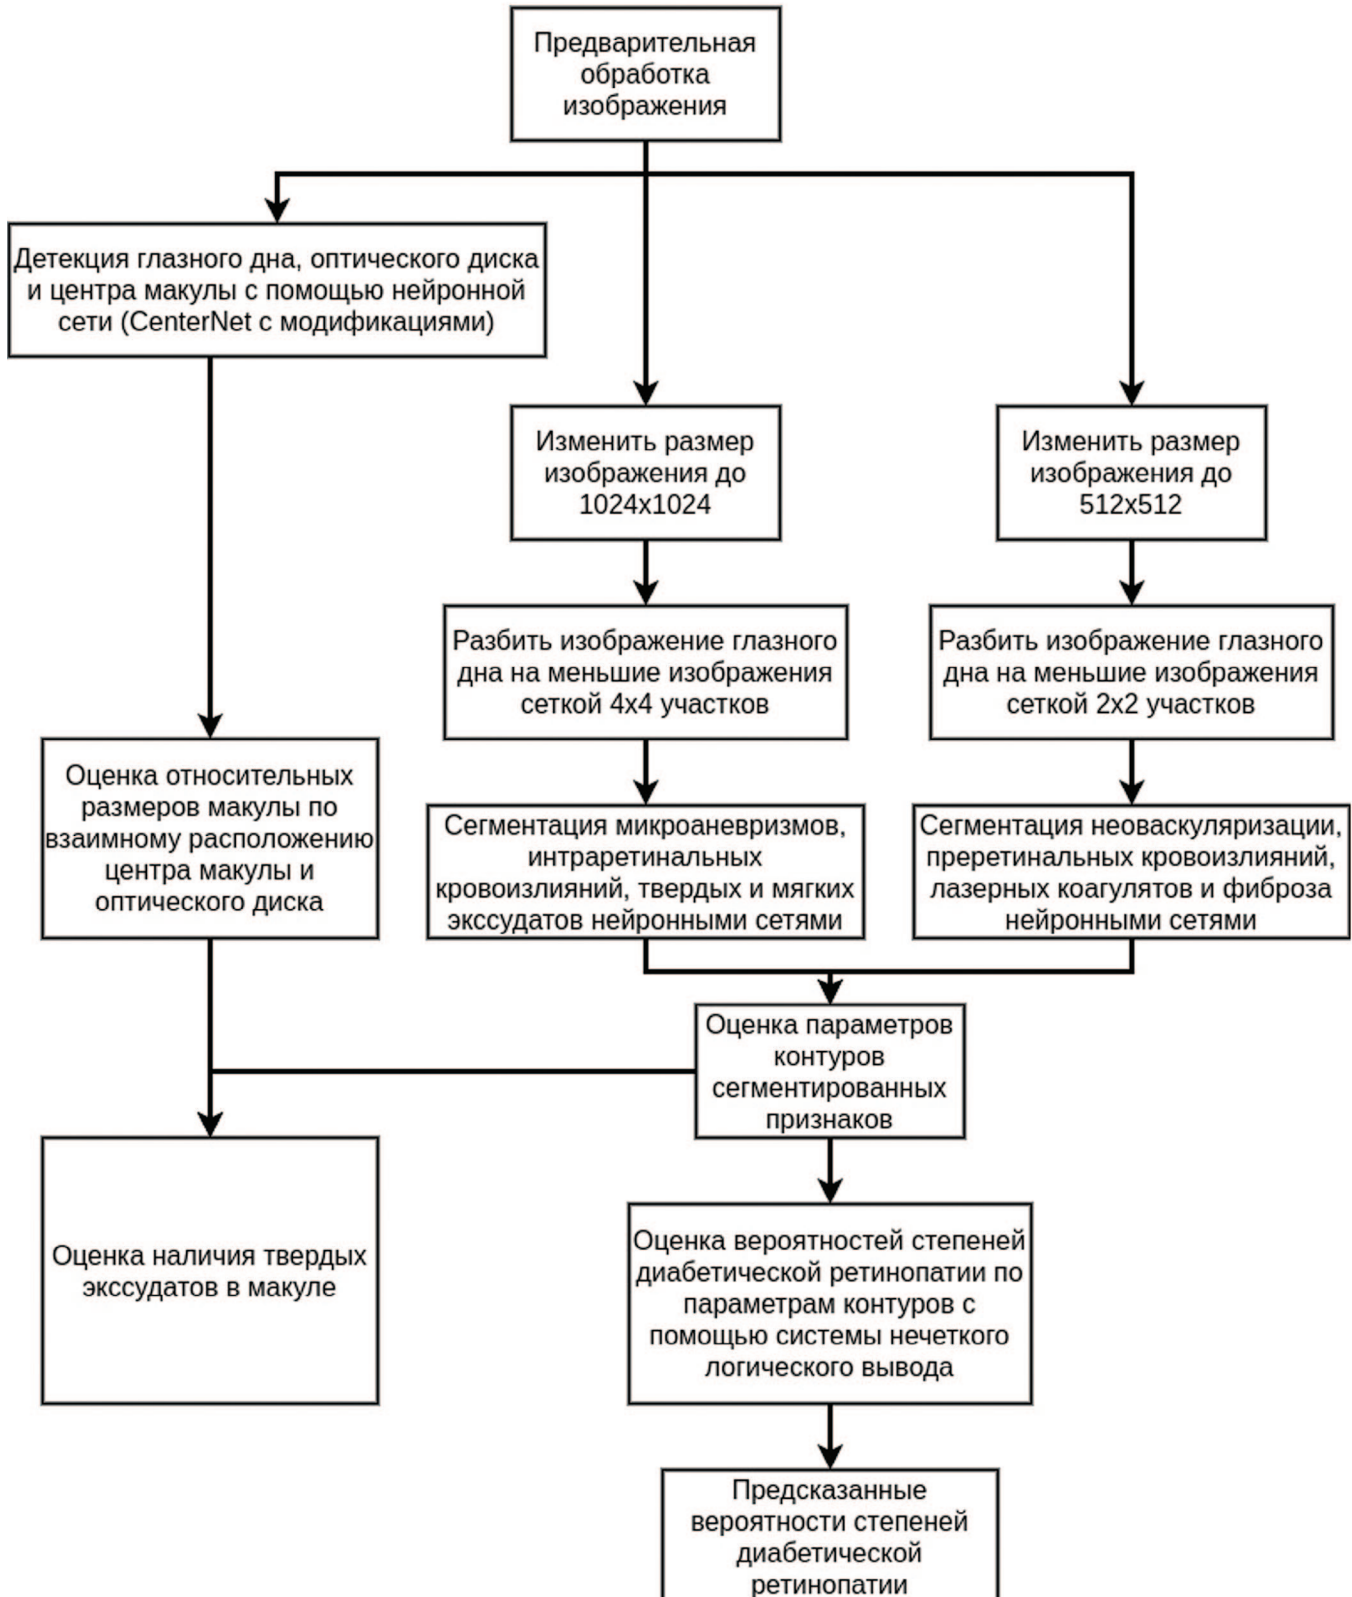 Предварительная
обработка
изображения
Детекция глазного дна, оптического диска
и центра макулы с помощью нейронной
сети (CenterNet с модификациями)
Изменить размер
изображения до
1024x1024
Изменить размер
изображения до
512x512
Разбить изображение глазного
дна на меньшие изображения
сеткой 4x4 участков
Разбить изображение глазного
дна на меньшие изображения
сеткой 2x2 участков
Оценка относительных
размеров макулы по
взаимному расположению
центра макулы и
оптического диска
Сегментация микроаневризмов,
интраретинальных
кровоизлияний, твердых и мягких
экссудатов нейронными сетями
Сегментация неоваскуляризации,
преретинальных кровоизлияний,
лазерных коагулятов и фиброза
нейронными сетями
Оценка параметров
контуров
сегментированных
признаков
Оценка наличия твердых
экссудатов в макуле
Оценка вероятностей степеней
диабетической ретинопатии по
параметрам контуров с
помощью системы нечеткого
логического вывода
Предсказанные
вероятности степеней
диабетической
ретинопатии